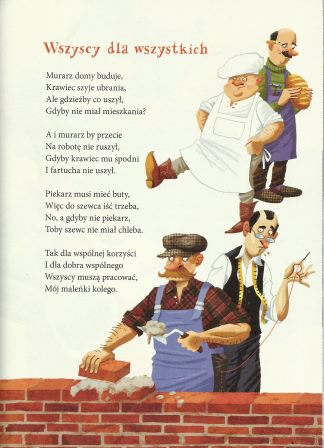 Wszyscy dla wszystkich
Murarz domy buduje,
Krawiec szyje ubrania,
Ale gdzieżby co uszył,
Gdyby nie miał mieszkania?
A i murarz by przecie
Na robotę nie ruszył,
Gdyby krawiec mu spodni
I fartucha nie uszył.
Piekarz musi mieć buty,
Więc do szewca iść trzeba,
No, a gdyby nie piekarz,
Toby szewc nie miał chleba.
Tak dla wspólnej korzyści
I dla dobra wspólnego
Wszyscy muszą pracować,
Mój maleńki kolego.